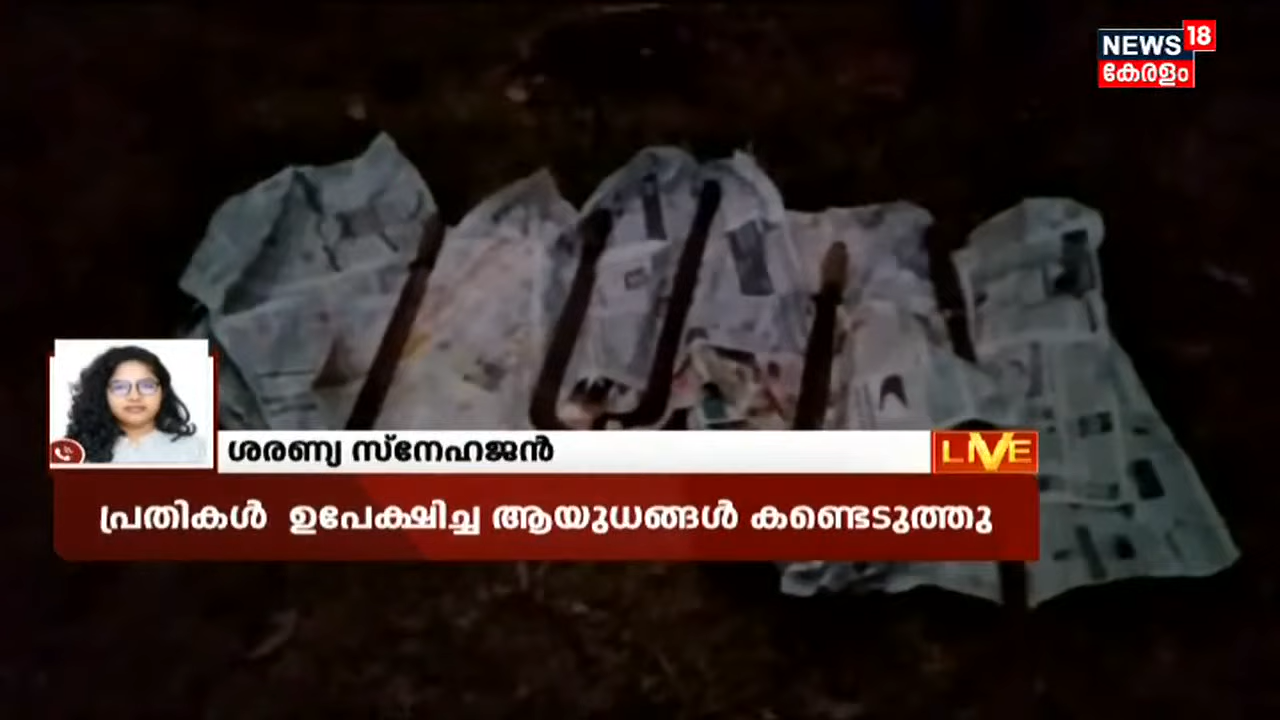 NEWS 18
കേരളം
ശരണ്യ സ്നേഹജൻ
LIVE
പ്രതികൾ ഉപേക്ഷിച്ച ആയുധങ്ങൾ കണ്ടെടുത്തു